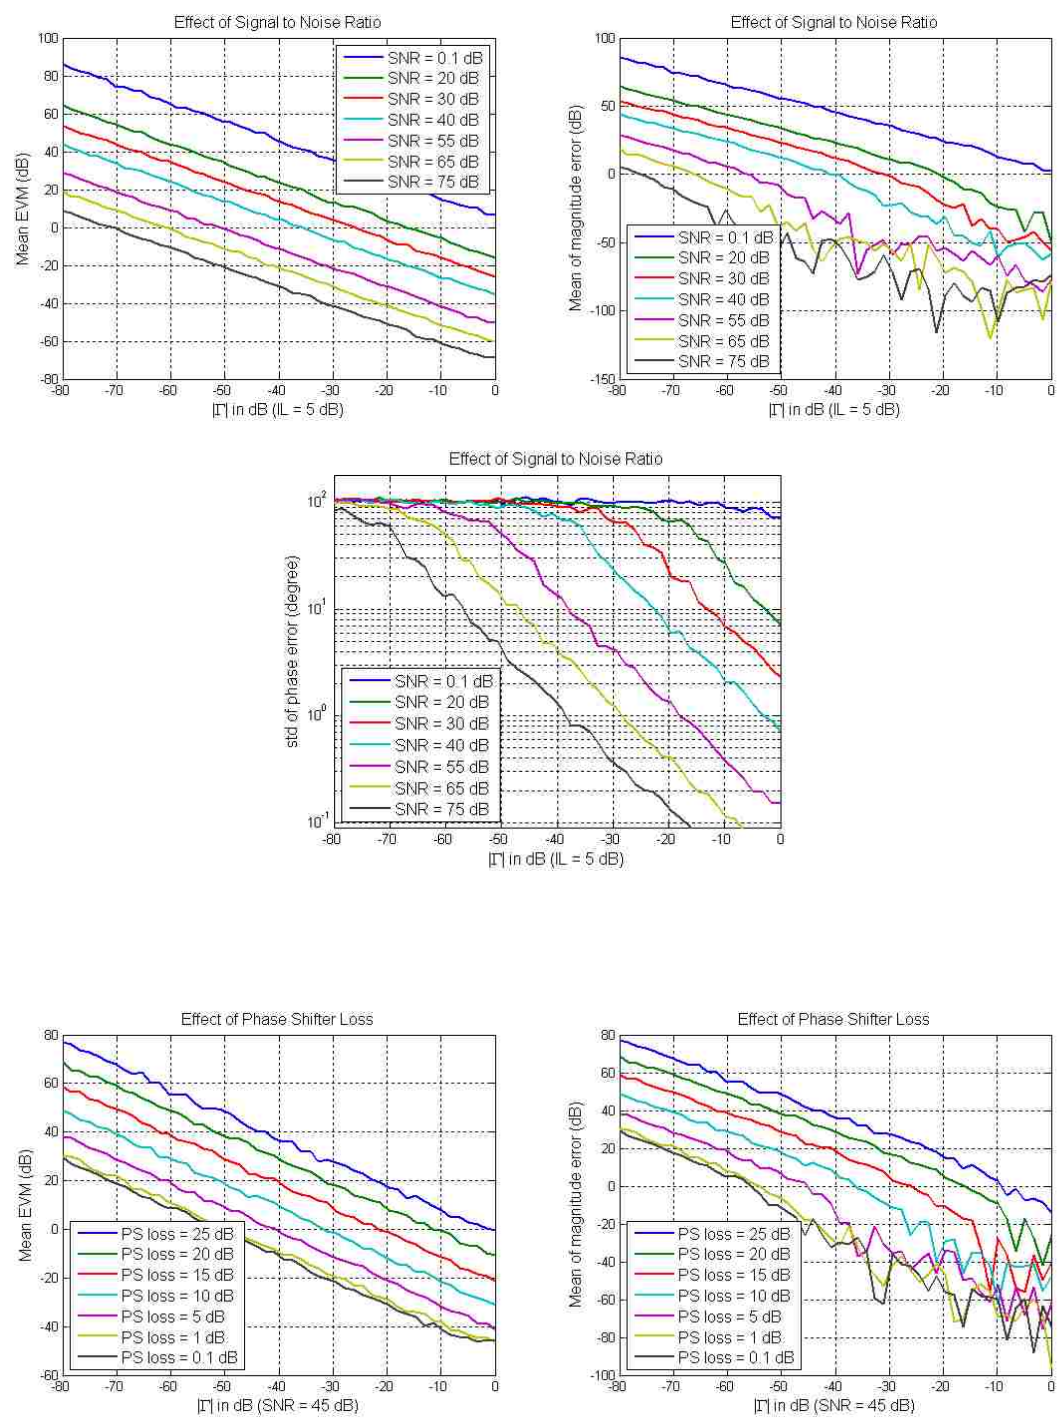 Effect of Signal to Noise Ratio
100
80
60
40
20
0
-20
-40
-60
-80
Mean EVM (dB)
SNR = 0.1 dB
SNR = 20 dB
SNR = 30 dB
SNR = 40 dB
SNR = 55 dB
SNR = 65 dB
SNR = 75 dB
-80 -70 -60 -50 -40 -30 -20 -10 0
|Γ| in dB (IL = 5 dB)
Effect of Signal to Noise Ratio
100
50
0
-50
-100
-150
Mean of magnitude error (dB)
SNR = 0.1 dB
SNR = 20 dB
SNR = 30 dB
SNR = 40 dB
SNR = 55 dB
SNR = 65 dB
SNR = 75 dB
-80 -70 -60 -50 -40 -30 -20 -10 0
|Γ| in dB (IL = 5 dB)
Effect of Signal to Noise Ratio
10^2
10^1
10^0
10^-1
std of phase error (degree)
SNR = 0.1 dB
SNR = 20 dB
SNR = 30 dB
SNR = 40 dB
SNR = 55 dB
SNR = 65 dB
SNR = 75 dB
-80 -70 -60 -50 -40 -30 -20 -10 0
|Γ| in dB (IL = 5 dB)
Effect of Phase Shifter Loss
80
60
40
20
0
-20
-40
-60
Mean EVM (dB)
PS loss = 25 dB
PS loss = 20 dB
PS loss = 15 dB
PS loss = 10 dB
PS loss = 5 dB
PS loss = 1 dB
PS loss = 0.1 dB
-80 -70 -60 -50 -40 -30 -20 -10 0
|Γ| in dB (SNR = 45 dB)
Effect of Phase Shifter Loss
80
60
40
20
0
-20
-40
-60
-80
-100
Mean of magnitude error (dB)
PS loss = 25 dB
PS loss = 20 dB
PS loss = 15 dB
PS loss = 10 dB
PS loss = 5 dB
PS loss = 1 dB
PS loss = 0.1 dB
-80 -70 -60 -50 -40 -30 -20 -10 0
|Γ| in dB (SNR = 45 dB)